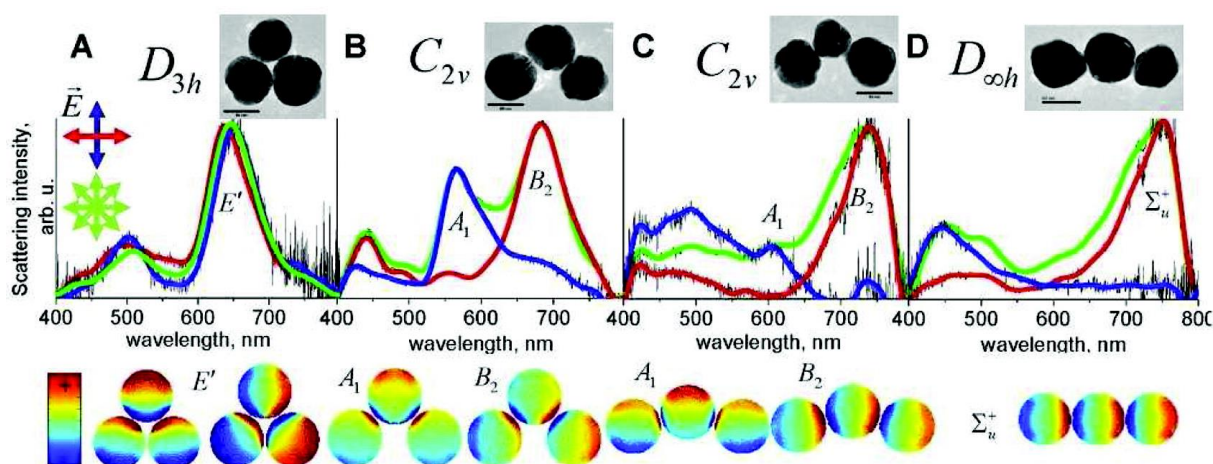 A D3h B C2v C C2v D D∞h
E
Scattering intensity,
arb. u.
E' A1 B2 A1 B2 Σu+
400 500 600 700 400 500 600 700 400 500 600 700 400 500 600 700 800
wavelength, nm wavelength, nm wavelength, nm wavelength, nm
+ E' A1 B2 A1 B2 Σu+